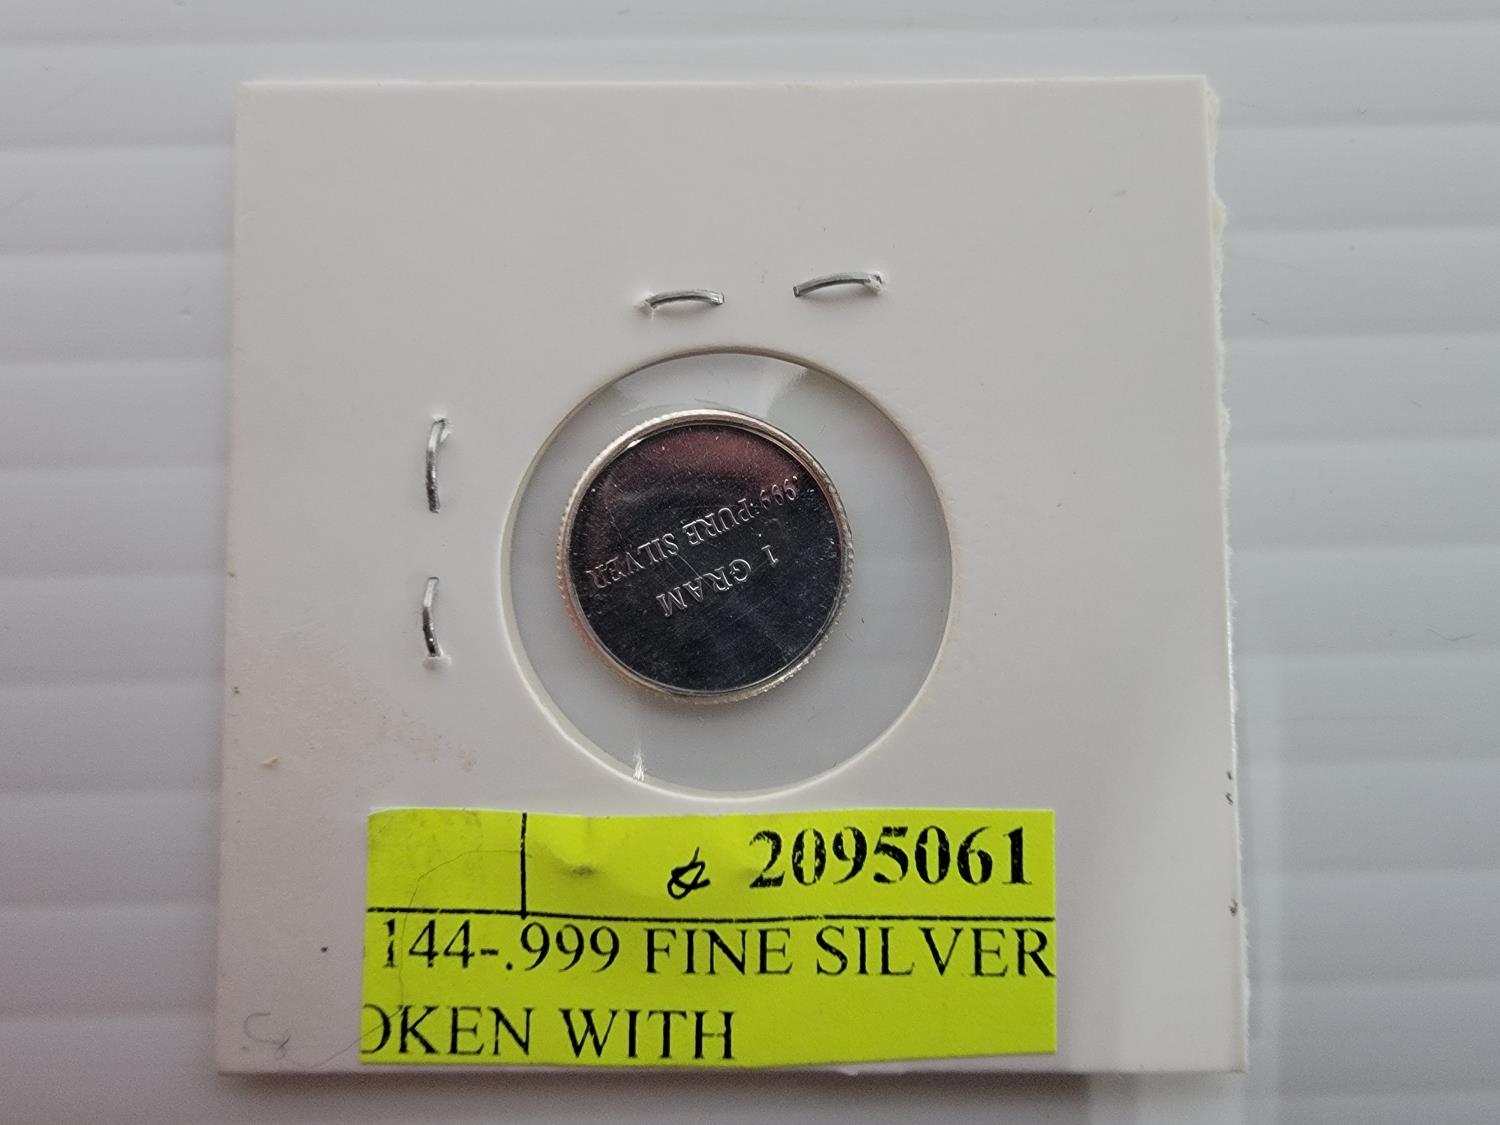 .999 PURE SILVER
1 GRAM
2095061
144-.999 FINE SILVER
OKEN WITH